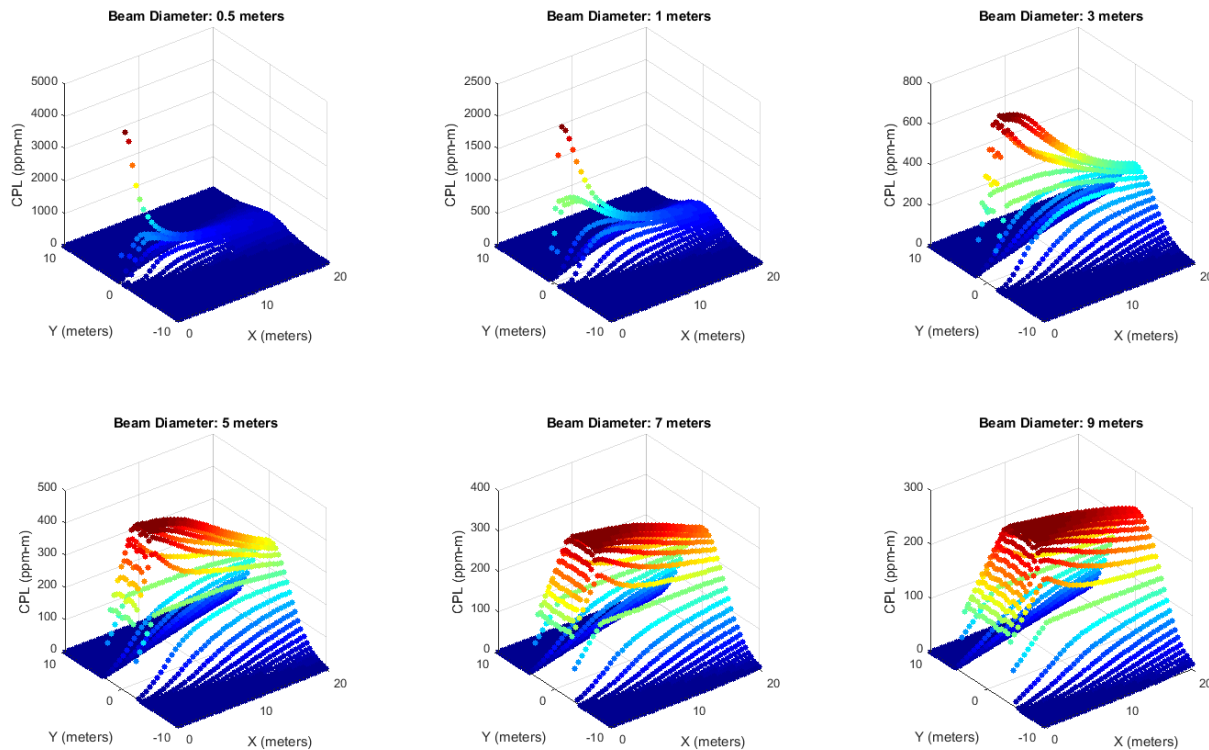 Beam Diameter: 0.5 meters
5000
4000
3000
2000
1000
0
CPL (ppm-m)
10
0
-10
Y (meters)
0
10
20
X (meters)
Beam Diameter: 1 meters
2500
2000
1500
1000
500
0
CPL (ppm-m)
10
0
-10
Y (meters)
0
10
20
X (meters)
Beam Diameter: 3 meters
800
600
400
200
0
CPL (ppm-m)
10
0
-10
Y (meters)
0
10
20
X (meters)
Beam Diameter: 5 meters
500
400
300
200
100
0
CPL (ppm-m)
10
0
-10
Y (meters)
0
10
20
X (meters)
Beam Diameter: 7 meters
400
300
200
100
0
CPL (ppm-m)
10
0
-10
Y (meters)
0
10
20
X (meters)
Beam Diameter: 9 meters
300
200
100
0
CPL (ppm-m)
10
0
-10
Y (meters)
0
10
20
X (meters)